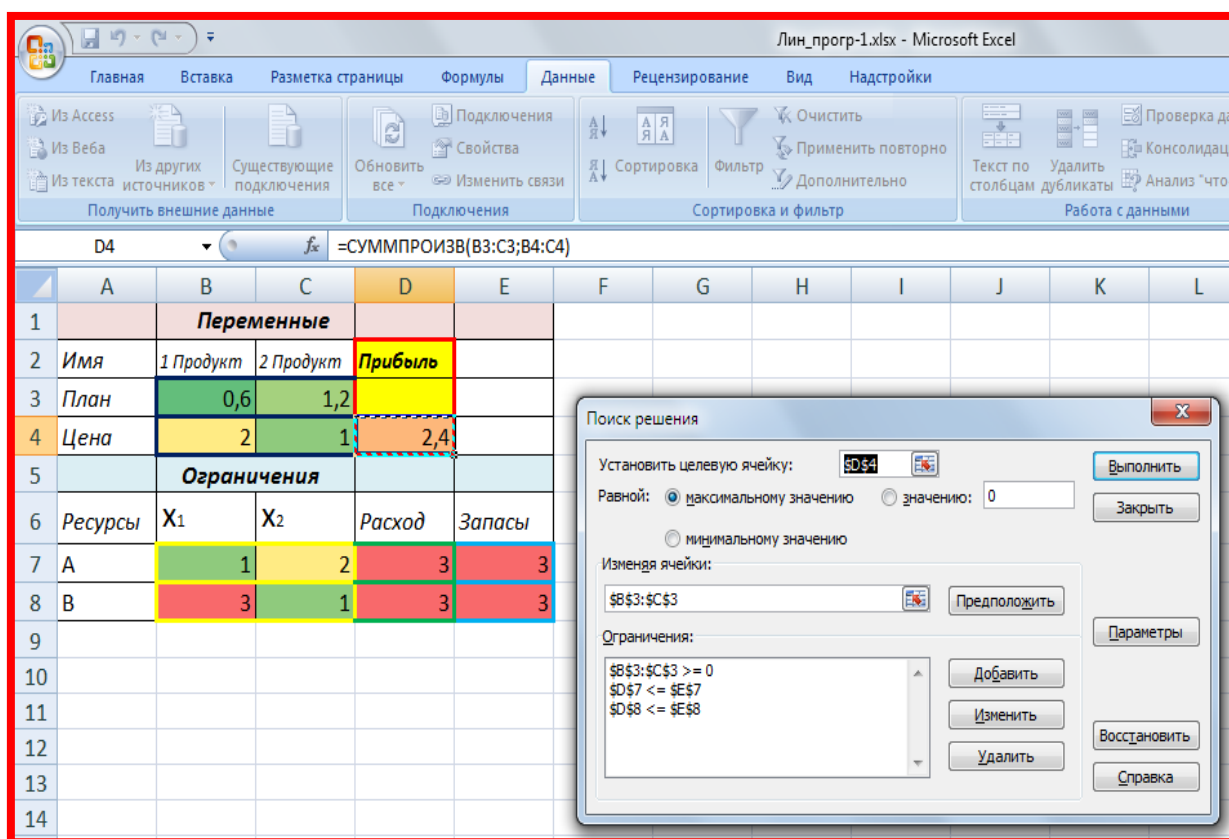 Лин_прогр-1.xlsx - Microsoft Excel
Главная Вставка Разметка страницы Формулы Данные Рецензирование Вид Надстройки
Из Access
Из Веба
Из текста
Из других источников
Существующие подключения
Получить внешние данные
Обновить все
Подключения
Свойства
Изменить связи
Подключения
Сортировка
Фильтр
Очистить
Применить повторно
Дополнительно
Сортировка и фильтр
Текст по столбцам
Удалить дубликаты
Проверка
Анализ "что
Работа с данными
D4 fx =СУММПРОИЗВ(B3:C3;B4:C4)
A B C D E F G H I J K L
1 Переменные
2 Имя 1 Продукт 2 Продукт Прибыль
3 План 0,6 1,2
4 Цена 2 1 2,4
5 Ограничения
6 Ресурсы X1 X2 Расход Запасы
7 A 1 2 3 3
8 B 3 1 3 3
9
10
11
12
13
14
Поиск решения
Установить целевую ячейку: $D$4
Выполнить
Равной: максимальному значению значению: 0
Закрыть
минимальному значению
Изменяя ячейки:
$B$3:$C$3
Предположить
Параметры
Ограничения:
$B$3:$C$3 >= 0
$D$7 <= $E$7
$D$8 <= $E$8
Добавить
Изменить
Удалить
Восстановить
Справка